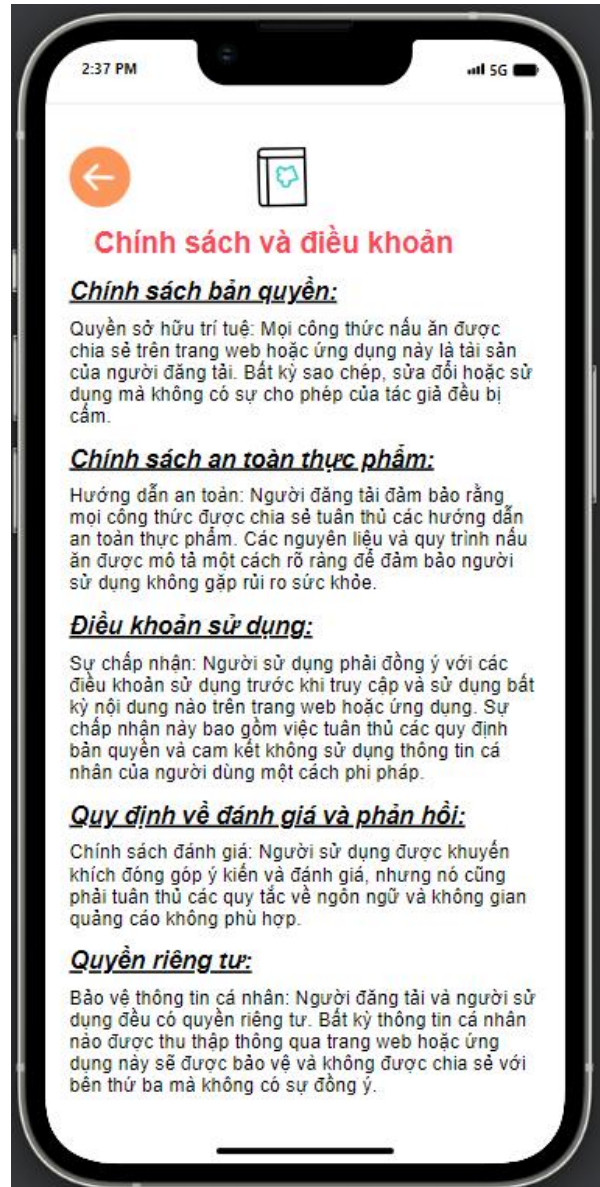 2:37 PM
5G
Chính sách và điều khoản
Chính sách bản quyền:
Quyền sở hữu trí tuệ: Mọi công thức nấu ăn được
chia sẻ trên trang web hoặc ứng dụng này là tài sản
của người đăng tải. Bất kỳ sao chép, sửa đổi hoặc sử
dụng mà không có sự cho phép của tác giả đều bị
cấm.
Chính sách an toàn thực phẩm:
Hướng dẫn an toàn: Người đăng tải đảm bảo rằng
mọi công thức được chia sẻ tuân thủ các hướng dẫn
an toàn thực phẩm. Các nguyên liệu và quy trình nấu
ăn được mô tả một cách rõ ràng để đảm bảo người
sử dụng không gặp rủi ro sức khỏe.
Điều khoản sử dụng:
Sự chấp nhận: Người sử dụng phải đồng ý với các
điều khoản sử dụng trước khi truy cập và sử dụng bất
kỳ nội dung nào trên trang web hoặc ứng dụng. Sự
chấp nhận này bao gồm việc tuân thủ các quy định
bản quyền và cam kết không sử dụng thông tin cá
nhân của người dùng một cách phi pháp.
Quy định về đánh giá và phản hồi:
Chính sách đánh giá: Người sử dụng được khuyến
khích đóng góp ý kiến và đánh giá, nhưng nó cũng
phải tuân thủ các quy tắc về ngôn ngữ và không gian
quảng cáo không phù hợp.
Quyền riêng tư:
Bảo vệ thông tin cá nhân: Người đăng tải và người sử
dụng đều có quyền riêng tư. Bất kỳ thông tin cá nhân
nào được thu thập thông qua trang web hoặc ứng
dụng này sẽ được bảo vệ và không được chia sẻ với
bên thứ ba mà không có sự đồng ý.